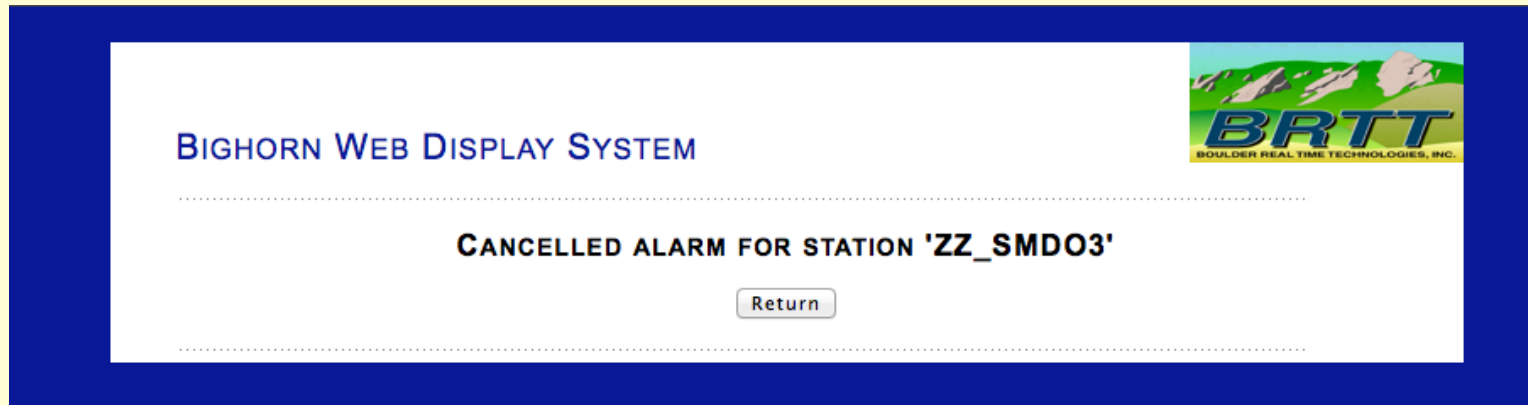 BRTT
BOULDER REAL TIME TECHNOLOGIES, INC.
BIGHORN WEB DISPLAY SYSTEM
CANCELLED ALARM FOR STATION 'ZZ_SMDO3'
Return